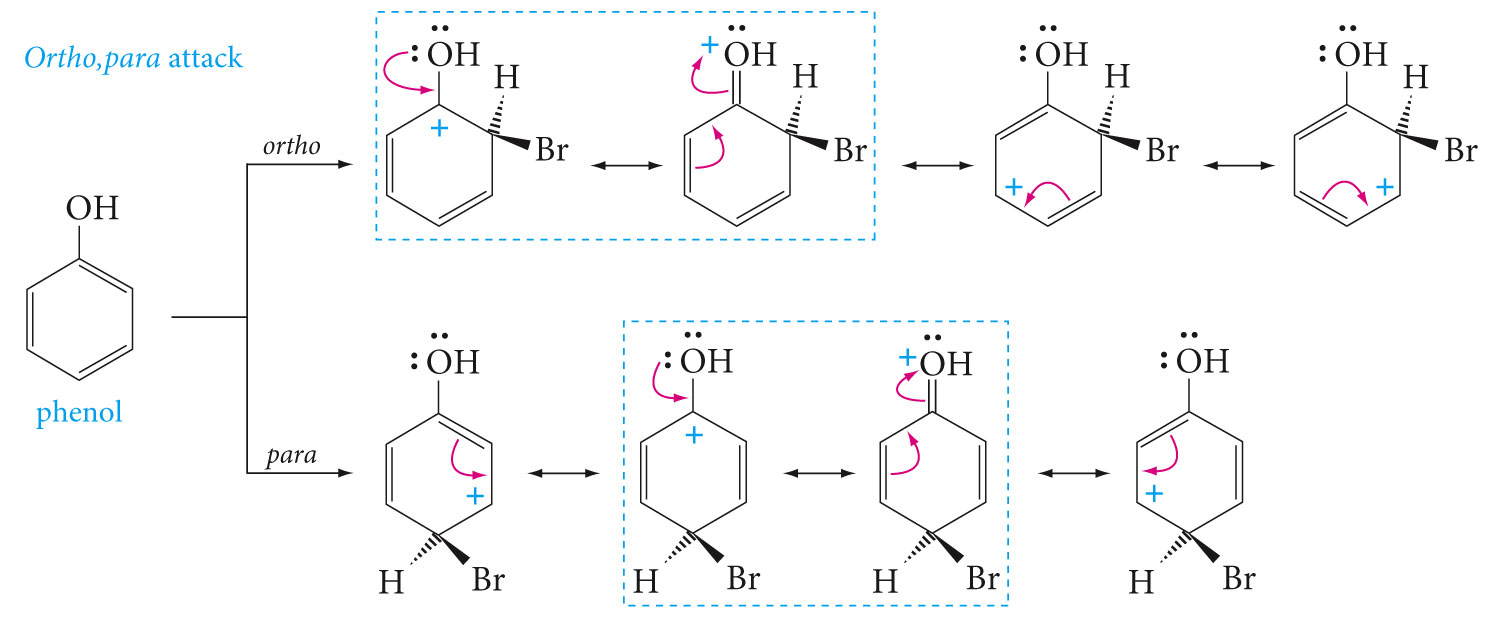 Ortho,para attack
OH
phenol
ortho
OH
+
H
Br
+
OH
H
Br
OH
H
+
Br
OH
H
+
Br
para
OH
+
H
Br
OH
+
H
Br
+
OH
H
Br
OH
+
H
Br